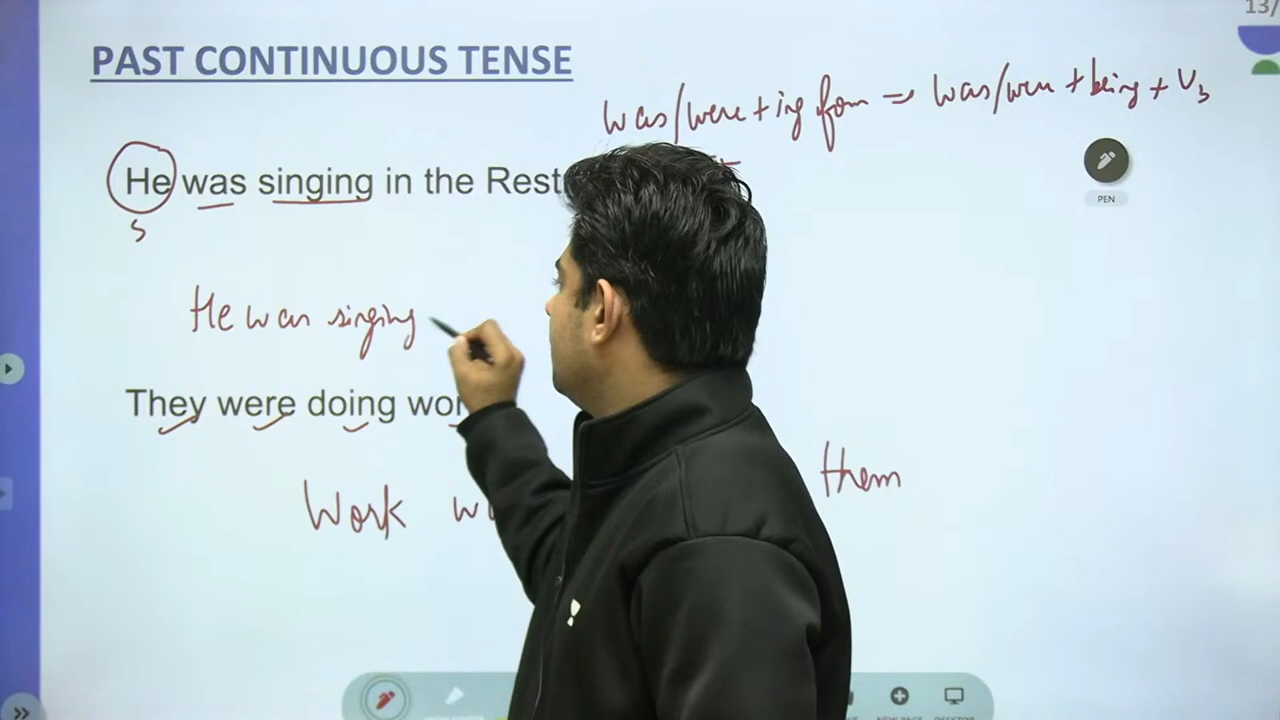 13/
PAST CONTINUOUS TENSE
was/were + ing form => was/were + being + V3
He was singing in the Rest
S
PEN
He was singing
They were doing wor
Work them